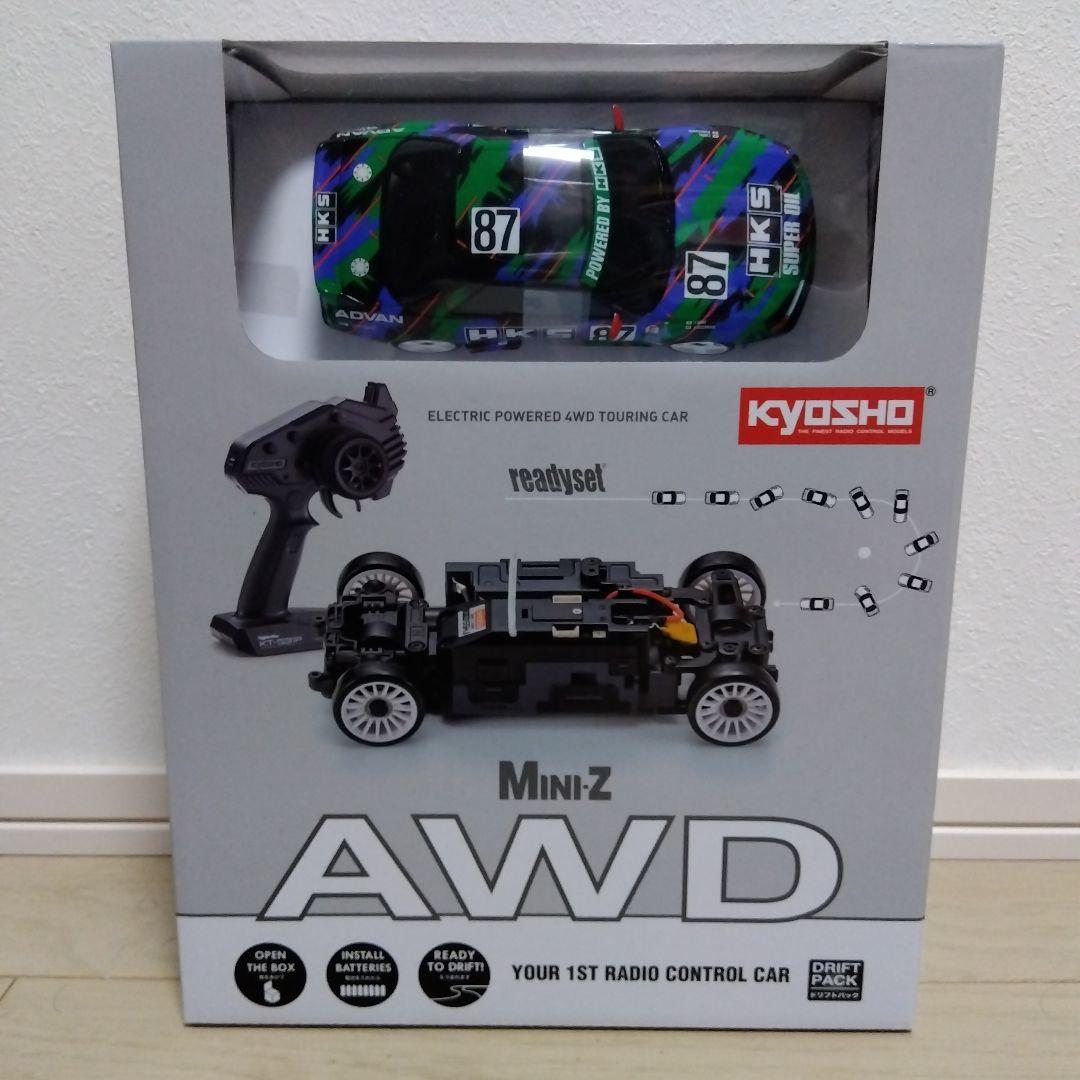 ADVAN
HKS
87
POWERED BY HKS
87
HKS
SUPER OIL
ADVAN
HKS 87
ELECTRIC POWERED 4WD TOURING CAR
KYOSHO®
THE FINEST RADIO CONTROL MODELS
readyset
KYOSHO
KT-531P
MINI-Z
AWD
OPEN
THE BOX
INSTALL
BATTERIES
READY
TO DRIFT!
YOUR 1ST RADIO CONTROL CAR
DRIFT
PACK
ドリフトパック